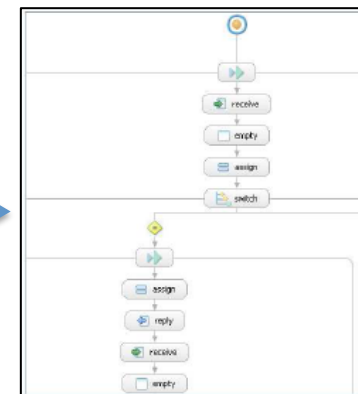 receive
empty
assign
switch
assign
reply
receive
empty